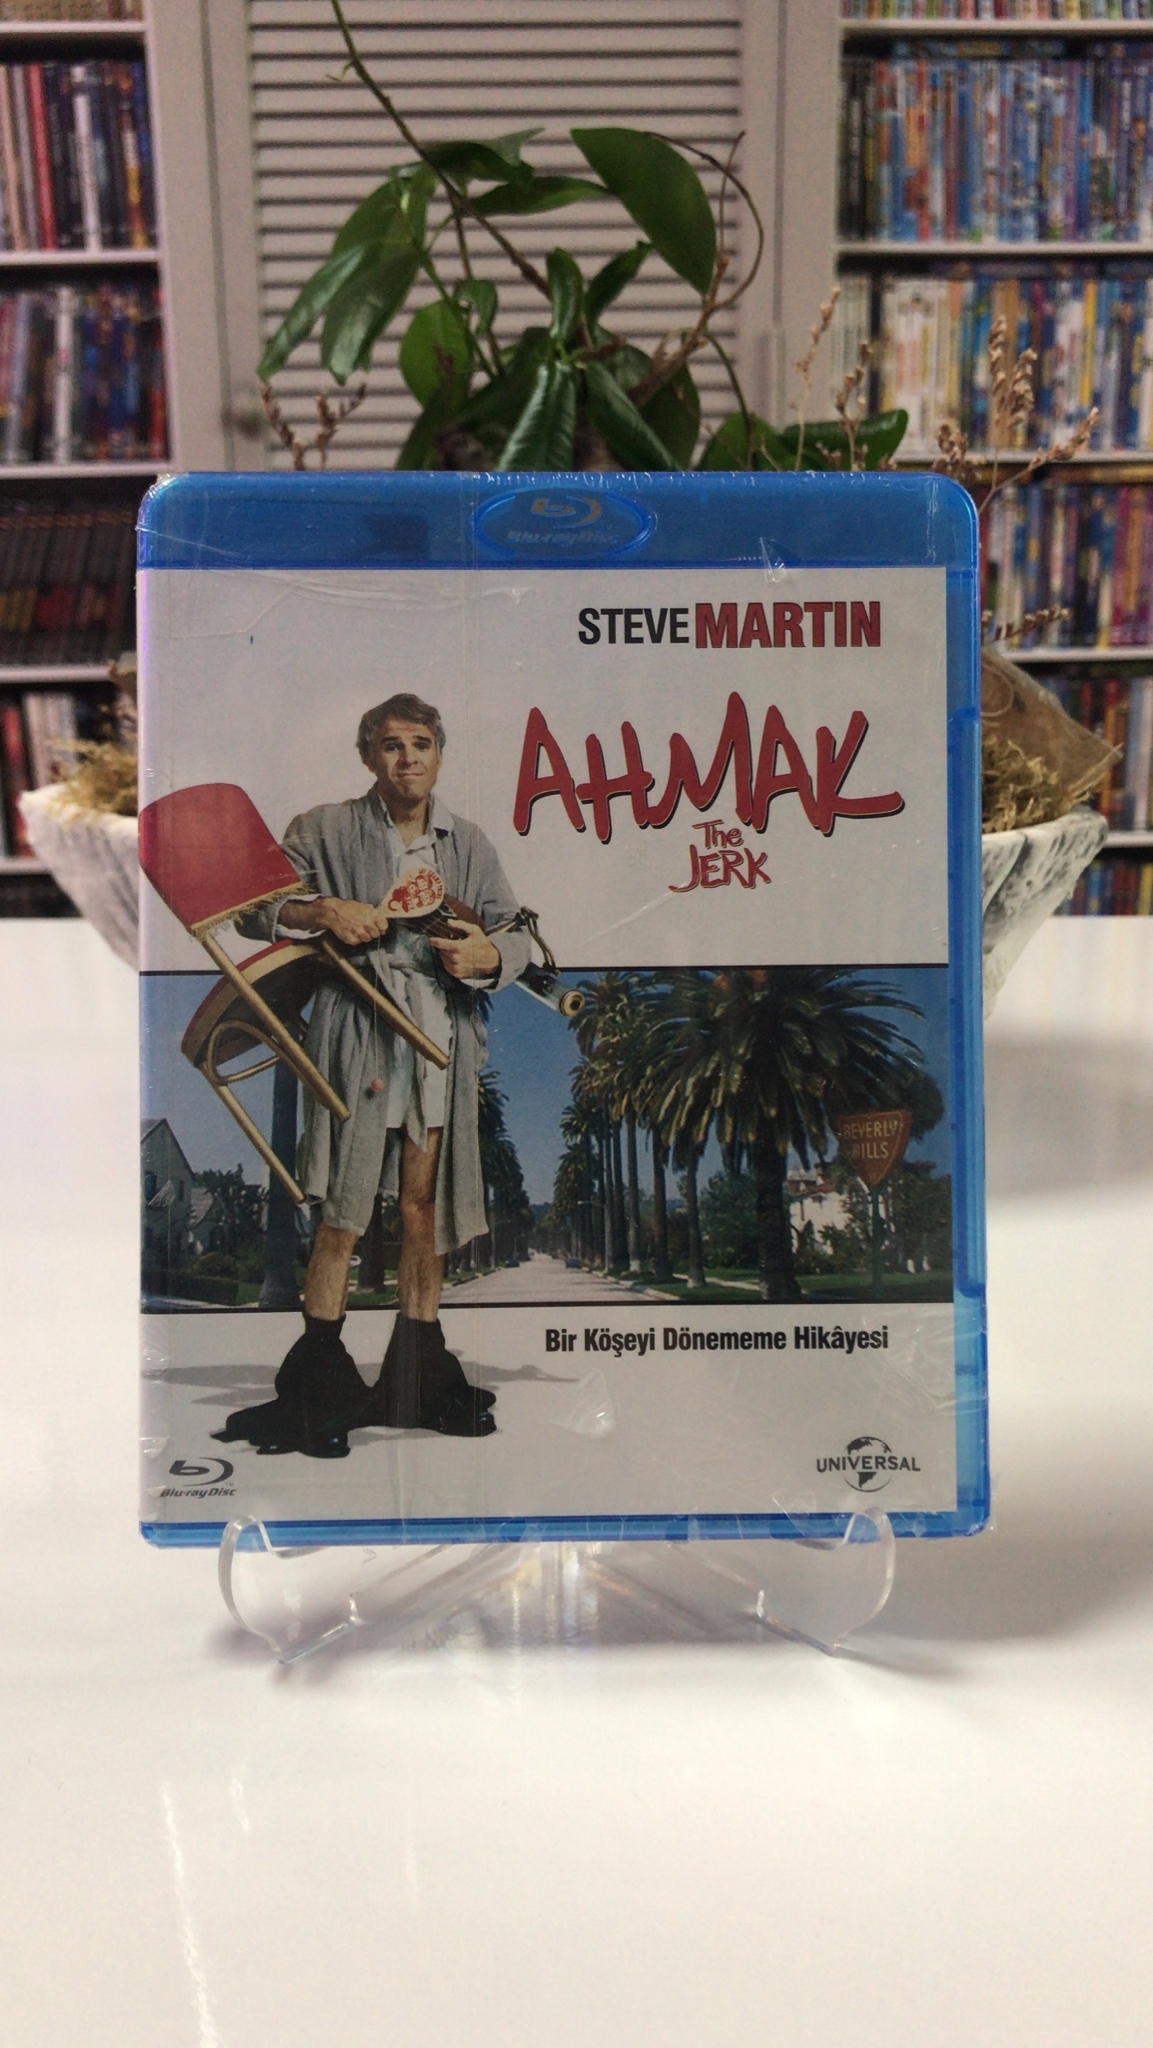 Blu-ray Disc
STEVE MARTIN
AHMAK
The
JERK
BEVERLY
HILLS
Bir Köşeyi Dönememe Hikâyesi
Blu-ray Disc
UNIVERSAL